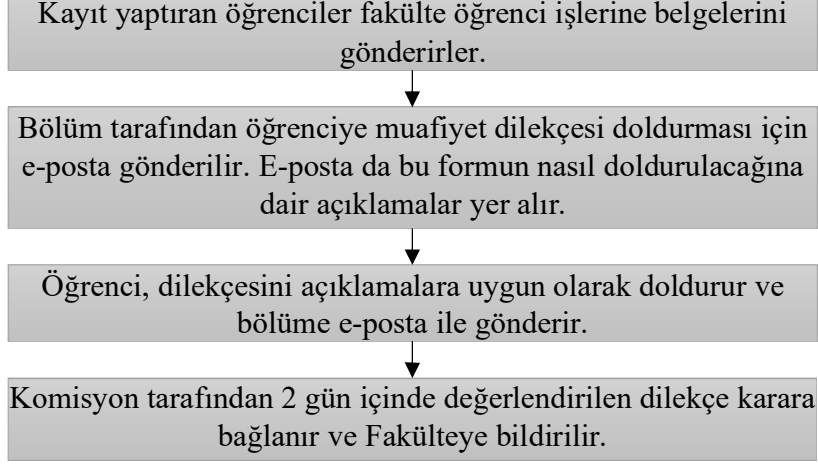 Kayıt yaptıran öğrenciler fakülte öğrenci işlerine belgelerini
gönderirler.
Bölüm tarafından öğrenciye muafiyet dilekçesi doldurması için
e-posta gönderilir. E-posta da bu formun nasıl doldurulacağına
dair açıklamalar yer alır.
Öğrenci, dilekçesini açıklamalara uygun olarak doldurur ve
bölüme e-posta ile gönderir.
Komisyon tarafından 2 gün içinde değerlendirilen dilekçe karara
bağlanır ve Fakülteye bildirilir.